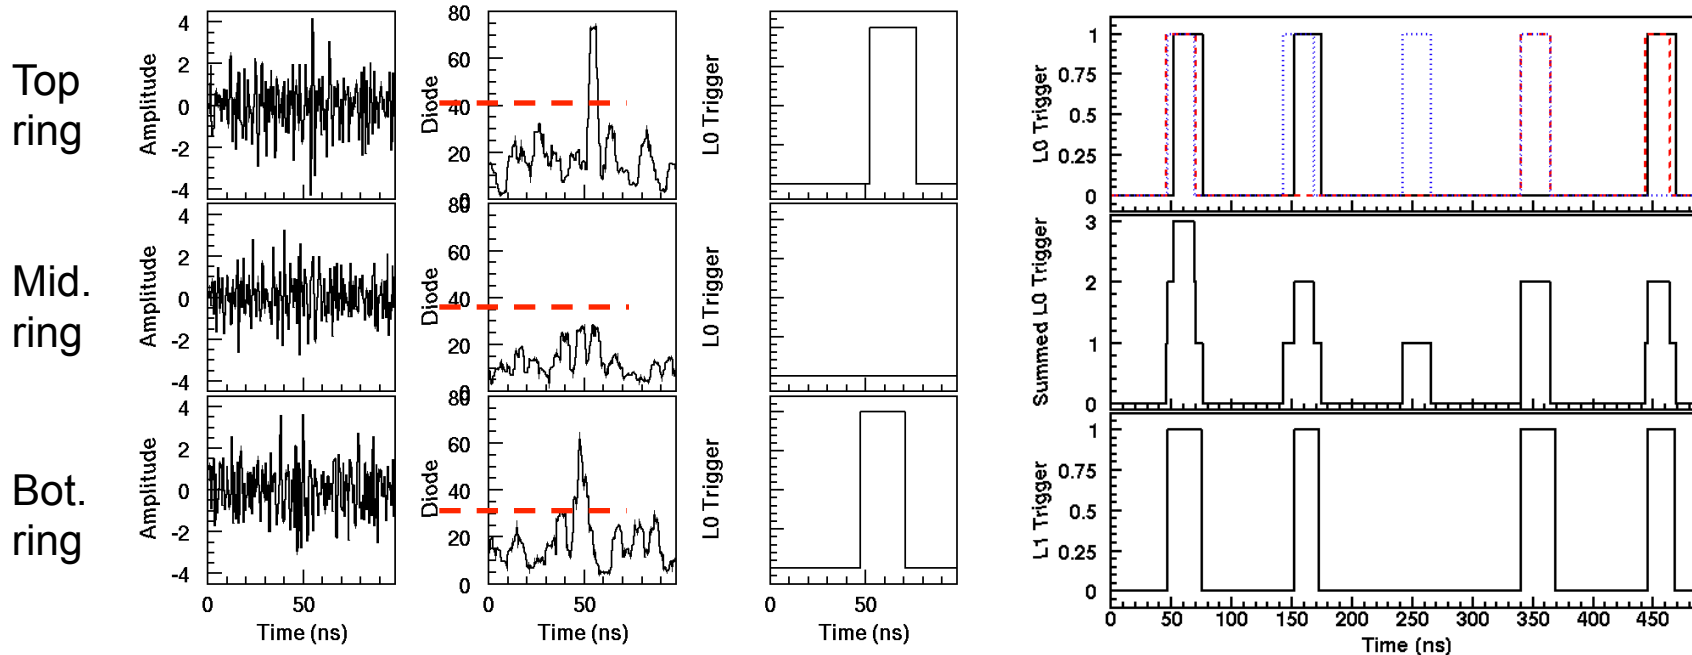 Top
ring
Amplitude
4
2
0
-2
-4
Diode
80
60
40
20
0
L0 Trigger
Mid.
ring
Amplitude
4
2
0
-2
-4
Diode
80
60
40
20
0
L0 Trigger
Bot.
ring
Amplitude
4
2
0
-2
-4
0 50
Time (ns)
Diode
80
60
40
20
0
0 50
Time (ns)
L0 Trigger
0 50
Time (ns)
L0 Trigger
1
0.75
0.5
0.25
0
Summed L0 Trigger
3
2
1
0
L1 Trigger
1
0.75
0.5
0.25
0
0 50 100 150 200 250 300 350 400 450
Time (ns)